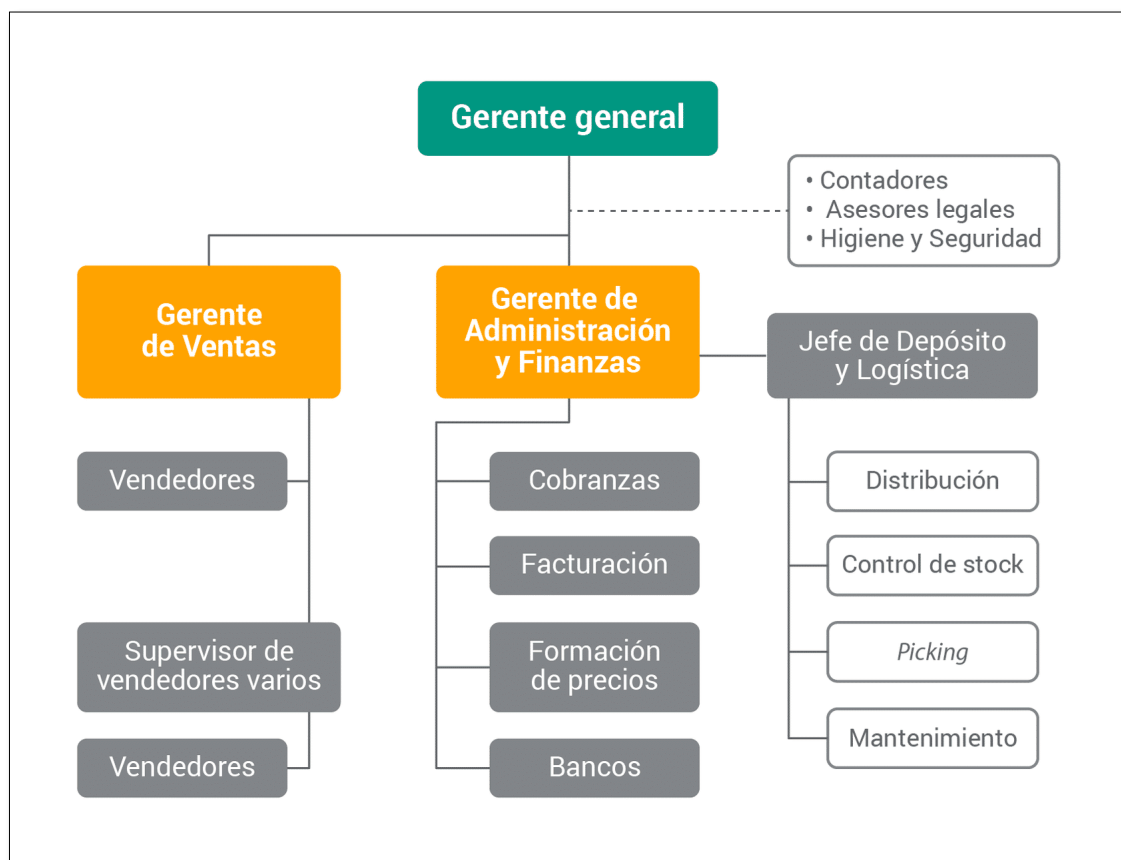 Gerente general
• Contadores
• Asesores legales
• Higiene y Seguridad
Gerente
de Ventas
Gerente de
Administración
y Finanzas
Jefe de Depósito
y Logística
Vendedores
Supervisor de
vendedores varios
Vendedores
Cobranzas
Facturación
Formación
de precios
Bancos
Distribución
Control de stock
Picking
Mantenimiento